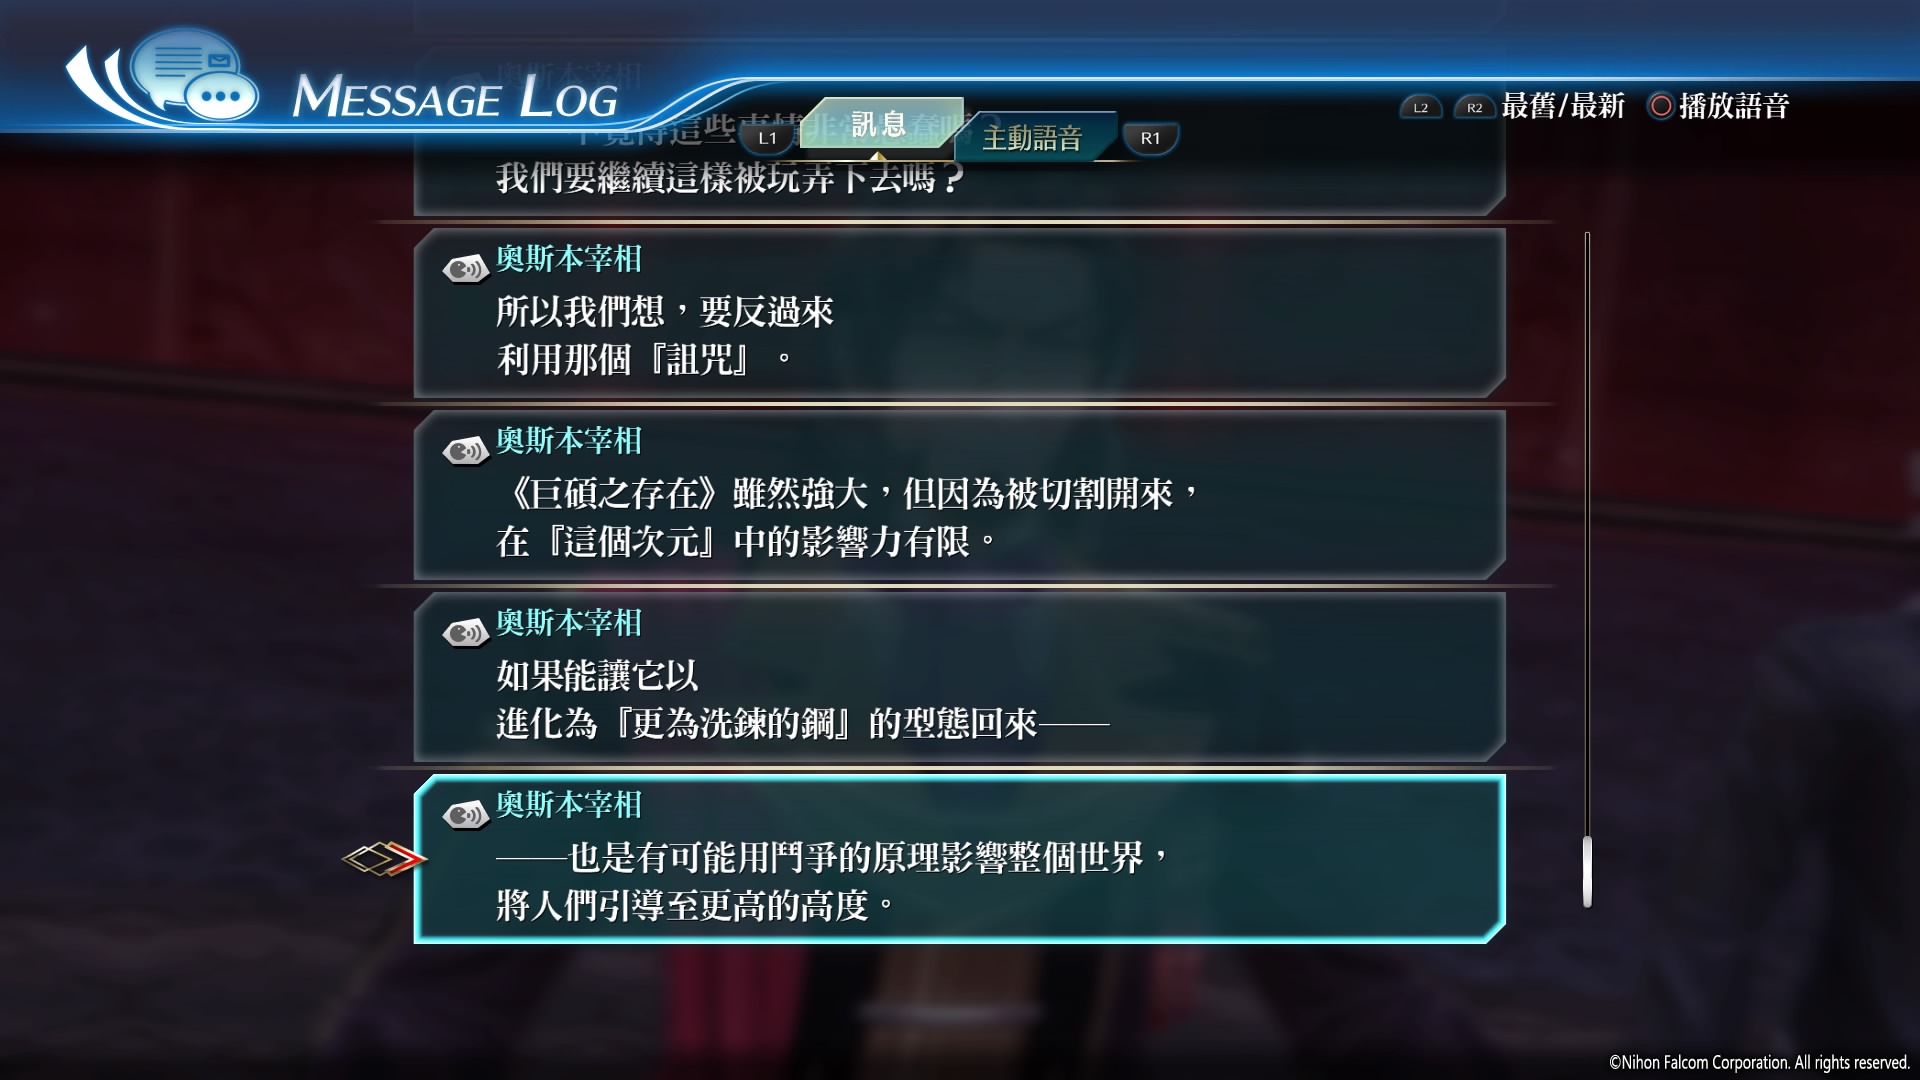 MESSAGE LOG
L1
訊息
主動語音
R1
L2
R2
最舊/最新
播放語音
我們要繼續這樣被玩弄下去嗎？
奧斯本宰相
所以我們想，要反過來
利用那個『詛咒』。
奧斯本宰相
《巨碩之存在》雖然強大，但因為被切割開來，
在『這個次元』中的影響力有限。
奧斯本宰相
如果能讓它以
進化為『更為洗鍊的鋼』的型態回來——
奧斯本宰相
——也是有可能用鬥爭的原理影響整個世界，
將人們引導至更高的高度。
©Nihon Falcom Corporation. All rights reserved.